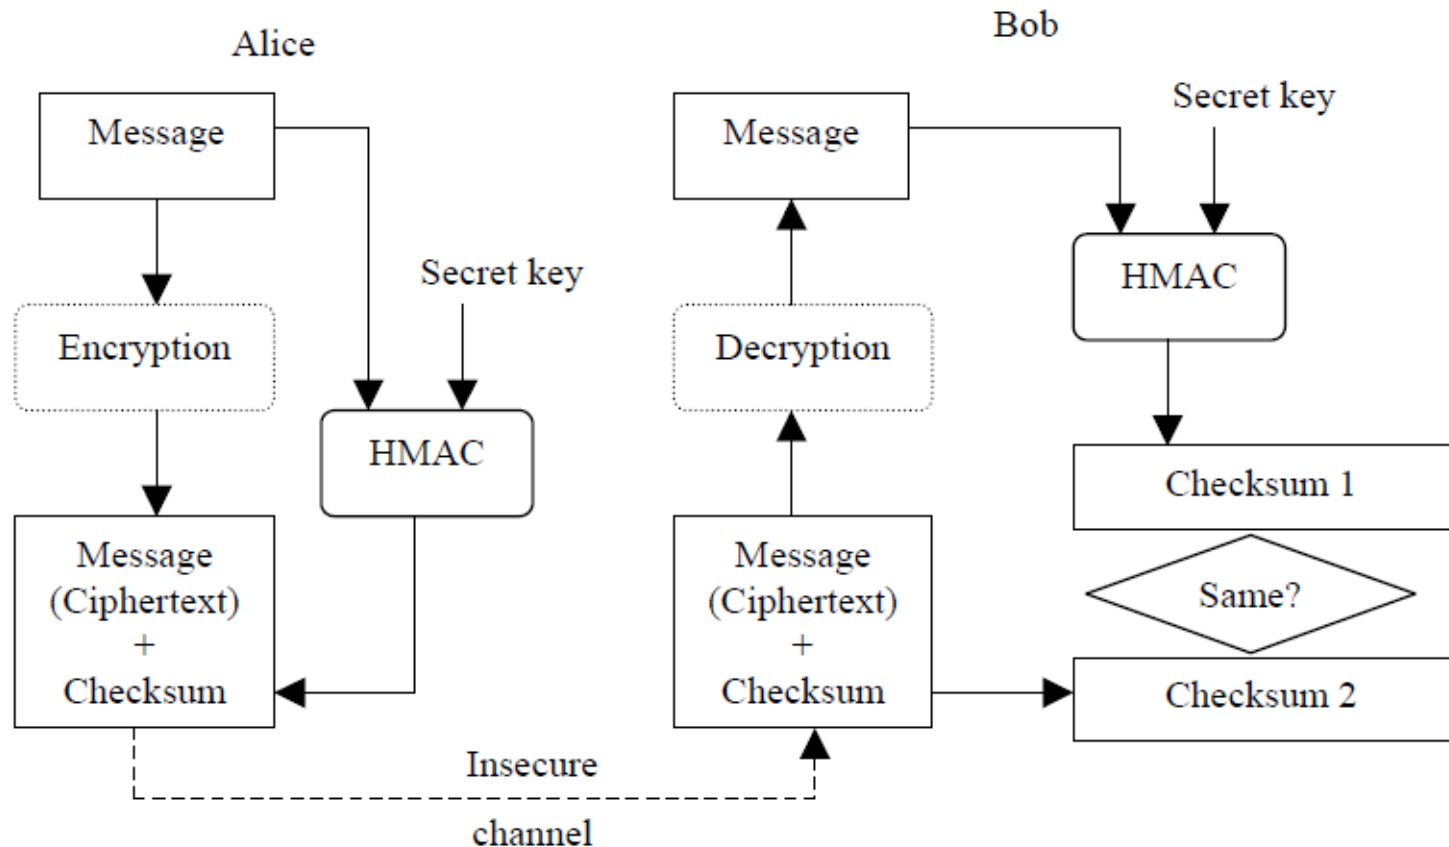 Alice
Message
Secret key
Encryption
HMAC
Message
(Ciphertext)
+
Checksum
Insecure
channel
Bob
Message
Secret key
HMAC
Decryption
Checksum 1
Message
(Ciphertext)
+
Checksum
Same?
Checksum 2